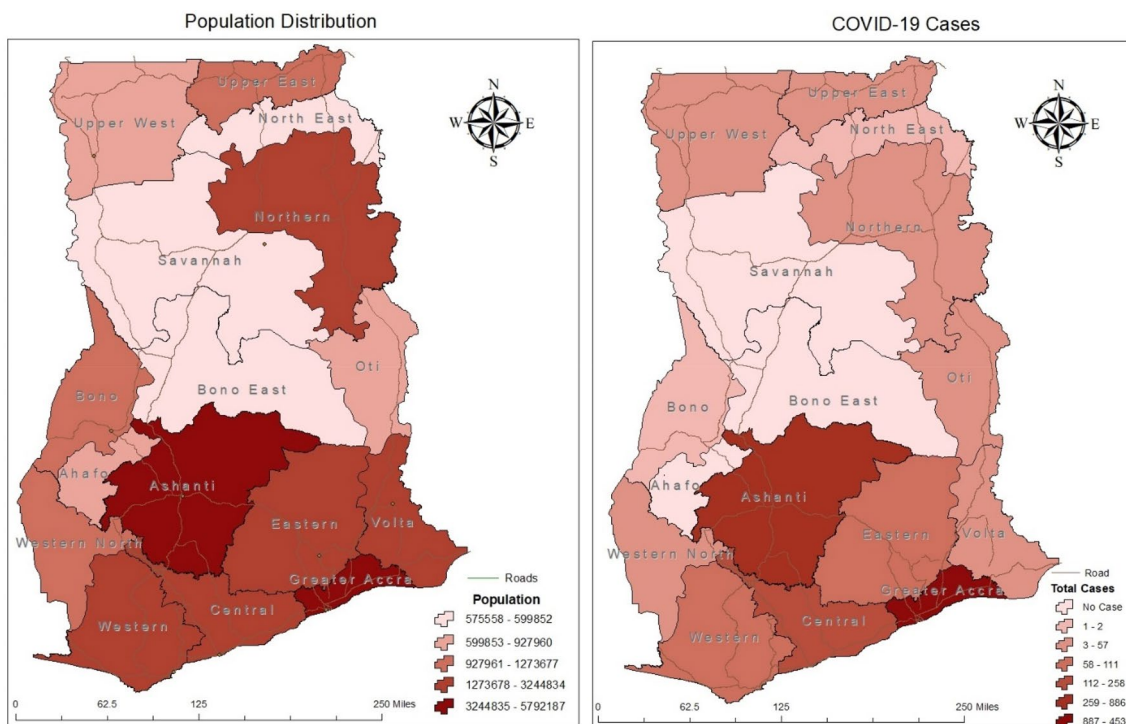 Population Distribution
Upper East
Upper West
North East
N
W E
S
Northern
Savannah
Oti
Bono East
Bono
Ahafo
Ashanti
Eastern
Volta
Western North
Greater Accra
Central
Western
Roads
Population
575558 - 599852
599853 - 927960
927961 - 1273677
1273678 - 3244834
3244835 - 5792187
0 62.5 125 250 Miles
COVID-19 Cases
Upper East
Upper West
North East
N
W E
S
Northern
Savannah
Oti
Bono East
Bono
Ahafo
Ashanti
Eastern
Volta
Western North
Greater Accra
Central
Western
Road
Total Cases
No Case
1 - 2
3 - 57
58 - 111
112 - 258
259 - 886
887 - 453
0 62.5 125 250 Miles